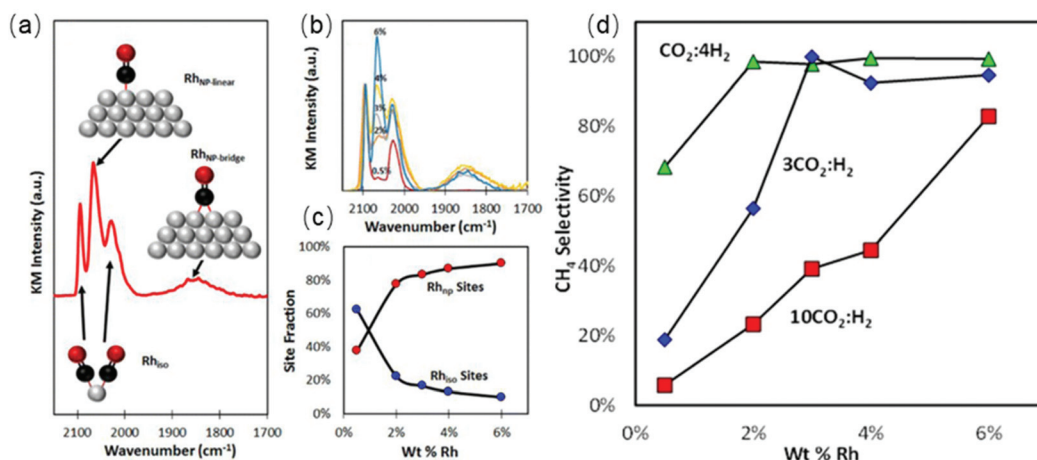 (a)
KM Intensity (a.u.)
Rh_NP-linear
Rh_NP-bridge
Rh_iso
2100 2000 1900 1800 1700
Wavenumber (cm⁻¹)
(b)
KM Intensity (a.u.)
6%
4%
3%
2%
0.5%
2100 2000 1900 1800 1700
Wavenumber (cm⁻¹)
(c)
Site Fraction
100%
80%
60%
40%
20%
0%
Rh_np Sites
Rh_iso Sites
0% 2% 4% 6%
Wt % Rh
(d)
CH₄ Selectivity
100%
80%
60%
40%
20%
0%
CO₂:4H₂
3CO₂:H₂
10CO₂:H₂
0% 2% 4% 6%
Wt % Rh